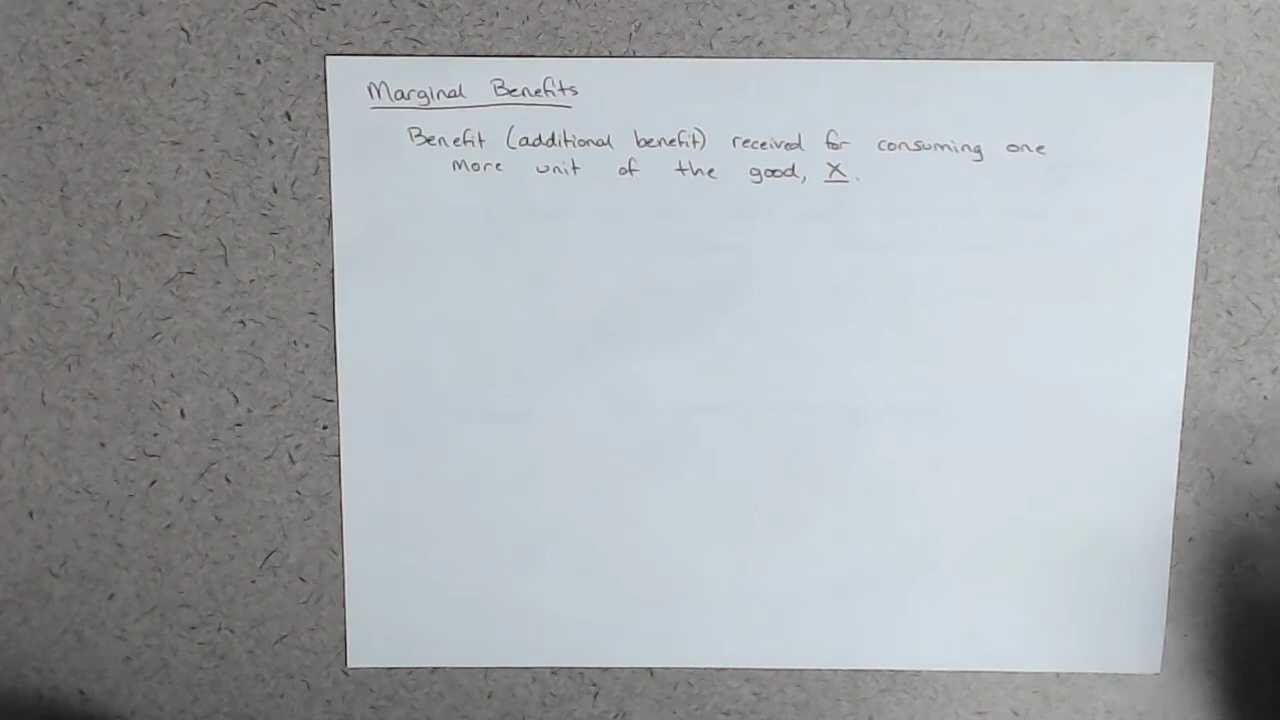 Marginal Benefits
Benefit (additional benefit) received for consuming one
more unit of the good, X.